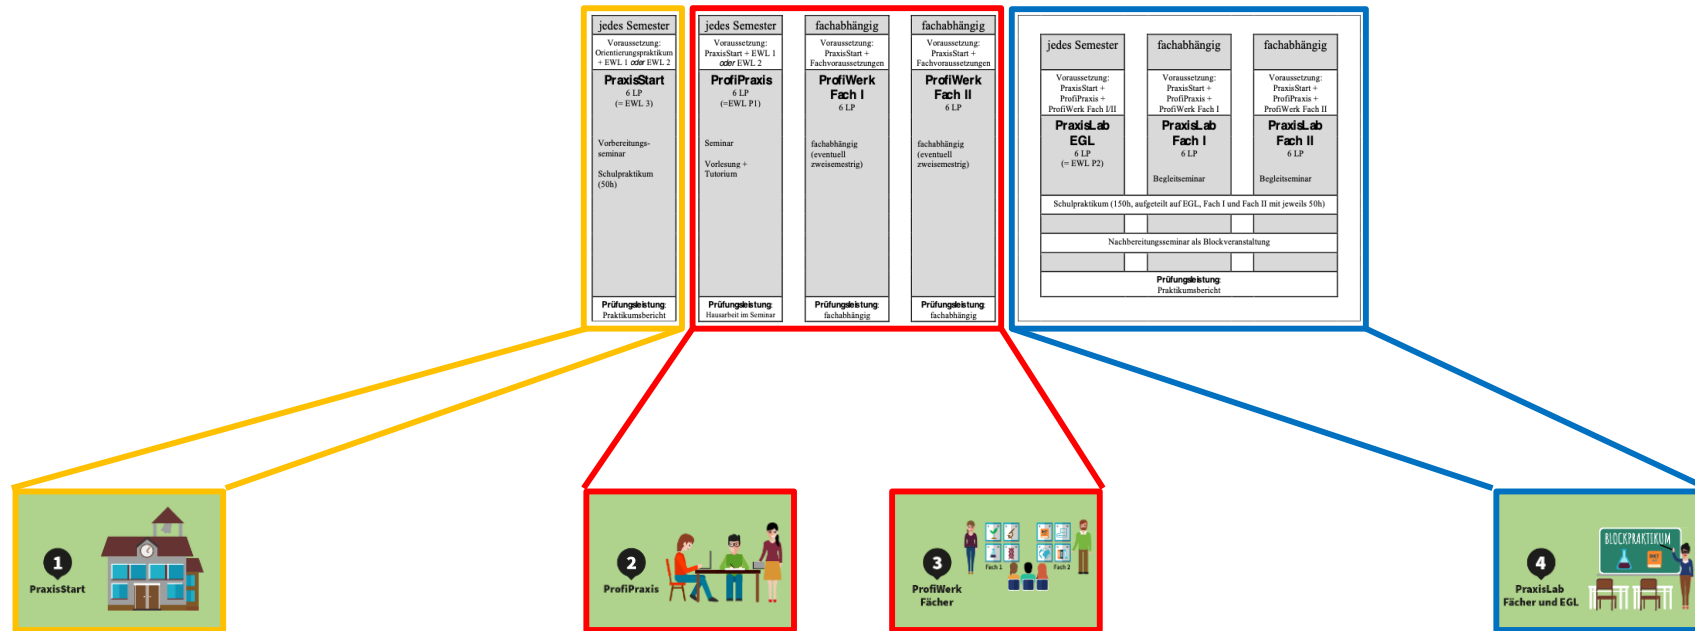 jedes Semester
Voraussetzung:
Orientierungspraktikum
+ EWL 1 oder EWL 2
PraxisStart
6 LP
(= EWL 3)
Vorbereitungs-
seminar
Schulpraktikum
(50h)
Prüfungsleistung:
Praktikumsbericht
jedes Semester
Voraussetzung:
PraxisStart + EWL 1
oder EWL 2
ProfiPraxis
6 LP
(=EWL P1)
Seminar
Vorlesung +
Tutorium
Prüfungsleistung:
Hausarbeit im Seminar
fachabhängig
Voraussetzung:
PraxisStart +
Fachvoraussetzungen
ProfiWerk
Fach I
6 LP
fachabhängig
(eventuell
zweisemestrig)
Prüfungsleistung:
fachabhängig
fachabhängig
Voraussetzung:
PraxisStart +
Fachvoraussetzungen
ProfiWerk
Fach II
6 LP
fachabhängig
(eventuell
zweisemestrig)
Prüfungsleistung:
fachabhängig
jedes Semester
Voraussetzung:
PraxisStart +
ProfiPraxis +
ProfiWerk Fach I/II
PraxisLab
EGL
6 LP
(= EWL P2)
fachabhängig
Voraussetzung:
PraxisStart +
ProfiPraxis +
ProfiWerk Fach I
PraxisLab
Fach I
6 LP
Begleitseminar
fachabhängig
Voraussetzung:
PraxisStart +
ProfiPraxis +
ProfiWerk Fach II
PraxisLab
Fach II
6 LP
Begleitseminar
Schulpraktikum (150h, aufgeteilt auf EGL, Fach I und Fach II mit jeweils 50h)
Nachbereitungsseminar als Blockveranstaltung
Prüfungsleistung:
Praktikumsbericht
1
PraxisStart
2
ProfiPraxis
3
ProfiWerk
Fächer
Fach 1
Fach 2
4
PraxisLab
Fächer und EGL
BLOCKPRAKTIKUM